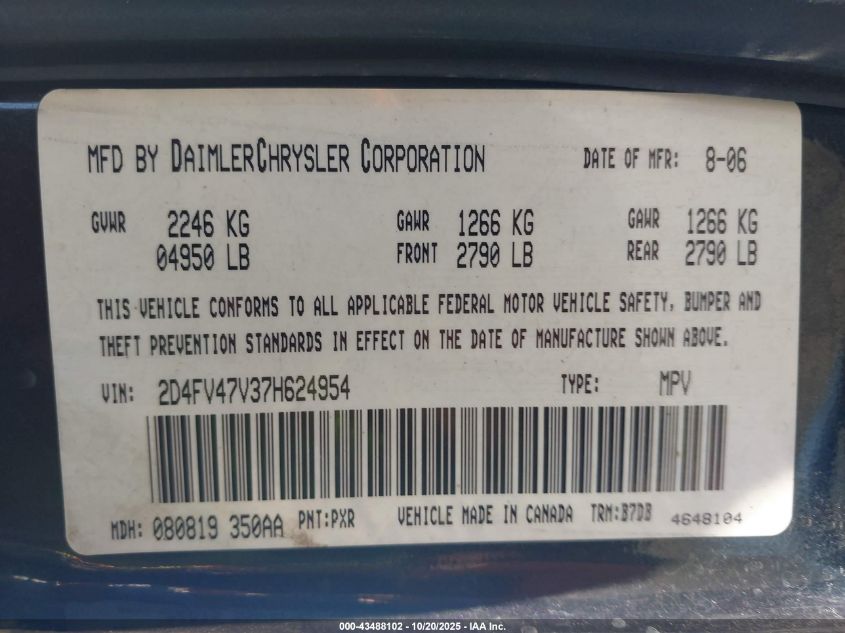 MFD BY DAIMLERCHRYSLER CORPORATION DATE OF MFR: 8-06
GVWR 2246 KG GAWR 1266 KG GAWR 1266 KG
04950 LB FRONT 2790 LB REAR 2790 LB
THIS VEHICLE CONFORMS TO ALL APPLICABLE FEDERAL MOTOR VEHICLE SAFETY, BUMPER AND
THEFT PREVENTION STANDARDS IN EFFECT ON THE DATE OF MANUFACTURE SHOWN ABOVE.
VIN: 2D4FV47V37H624954 TYPE: MPV
MDH: 080819 350AA PNT:PXR VEHICLE MADE IN CANADA TRM:B7DB 4648104
000-43488102 - 10/20/2025 - IAA Inc.